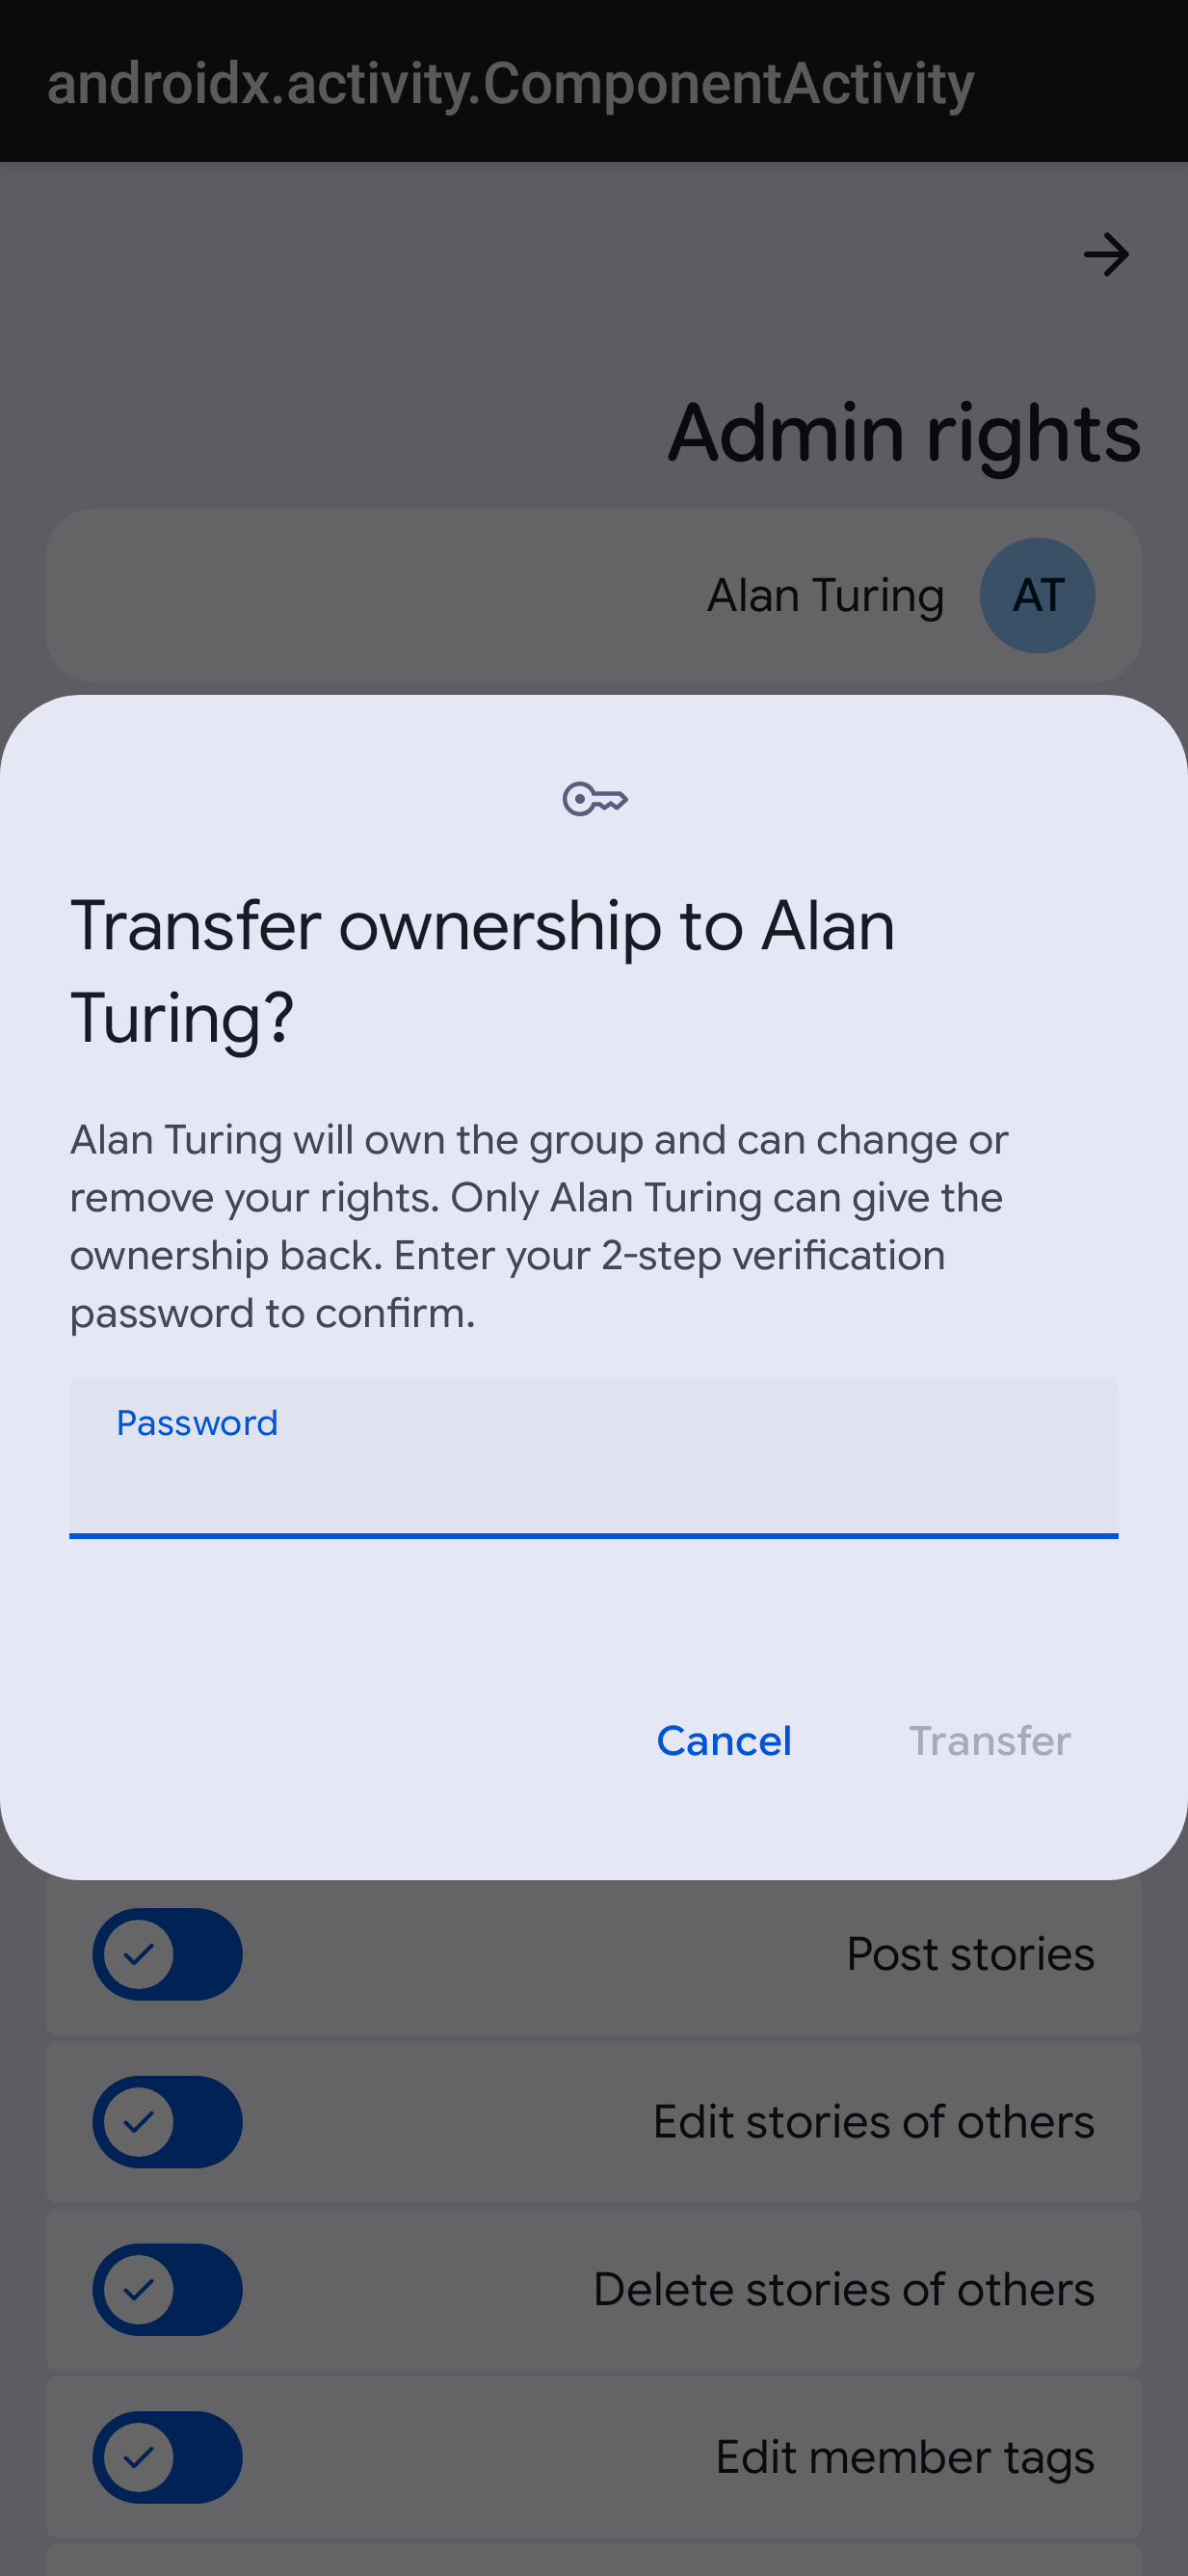 androidx.activity.ComponentActivity
Admin rights
Alan Turing
AT
Transfer ownership to Alan
Turing?
Alan Turing will own the group and can change or
remove your rights. Only Alan Turing can give the
ownership back. Enter your 2-step verification
password to confirm.
Password
Cancel
Transfer
Post stories
Edit stories of others
Delete stories of others
Edit member tags